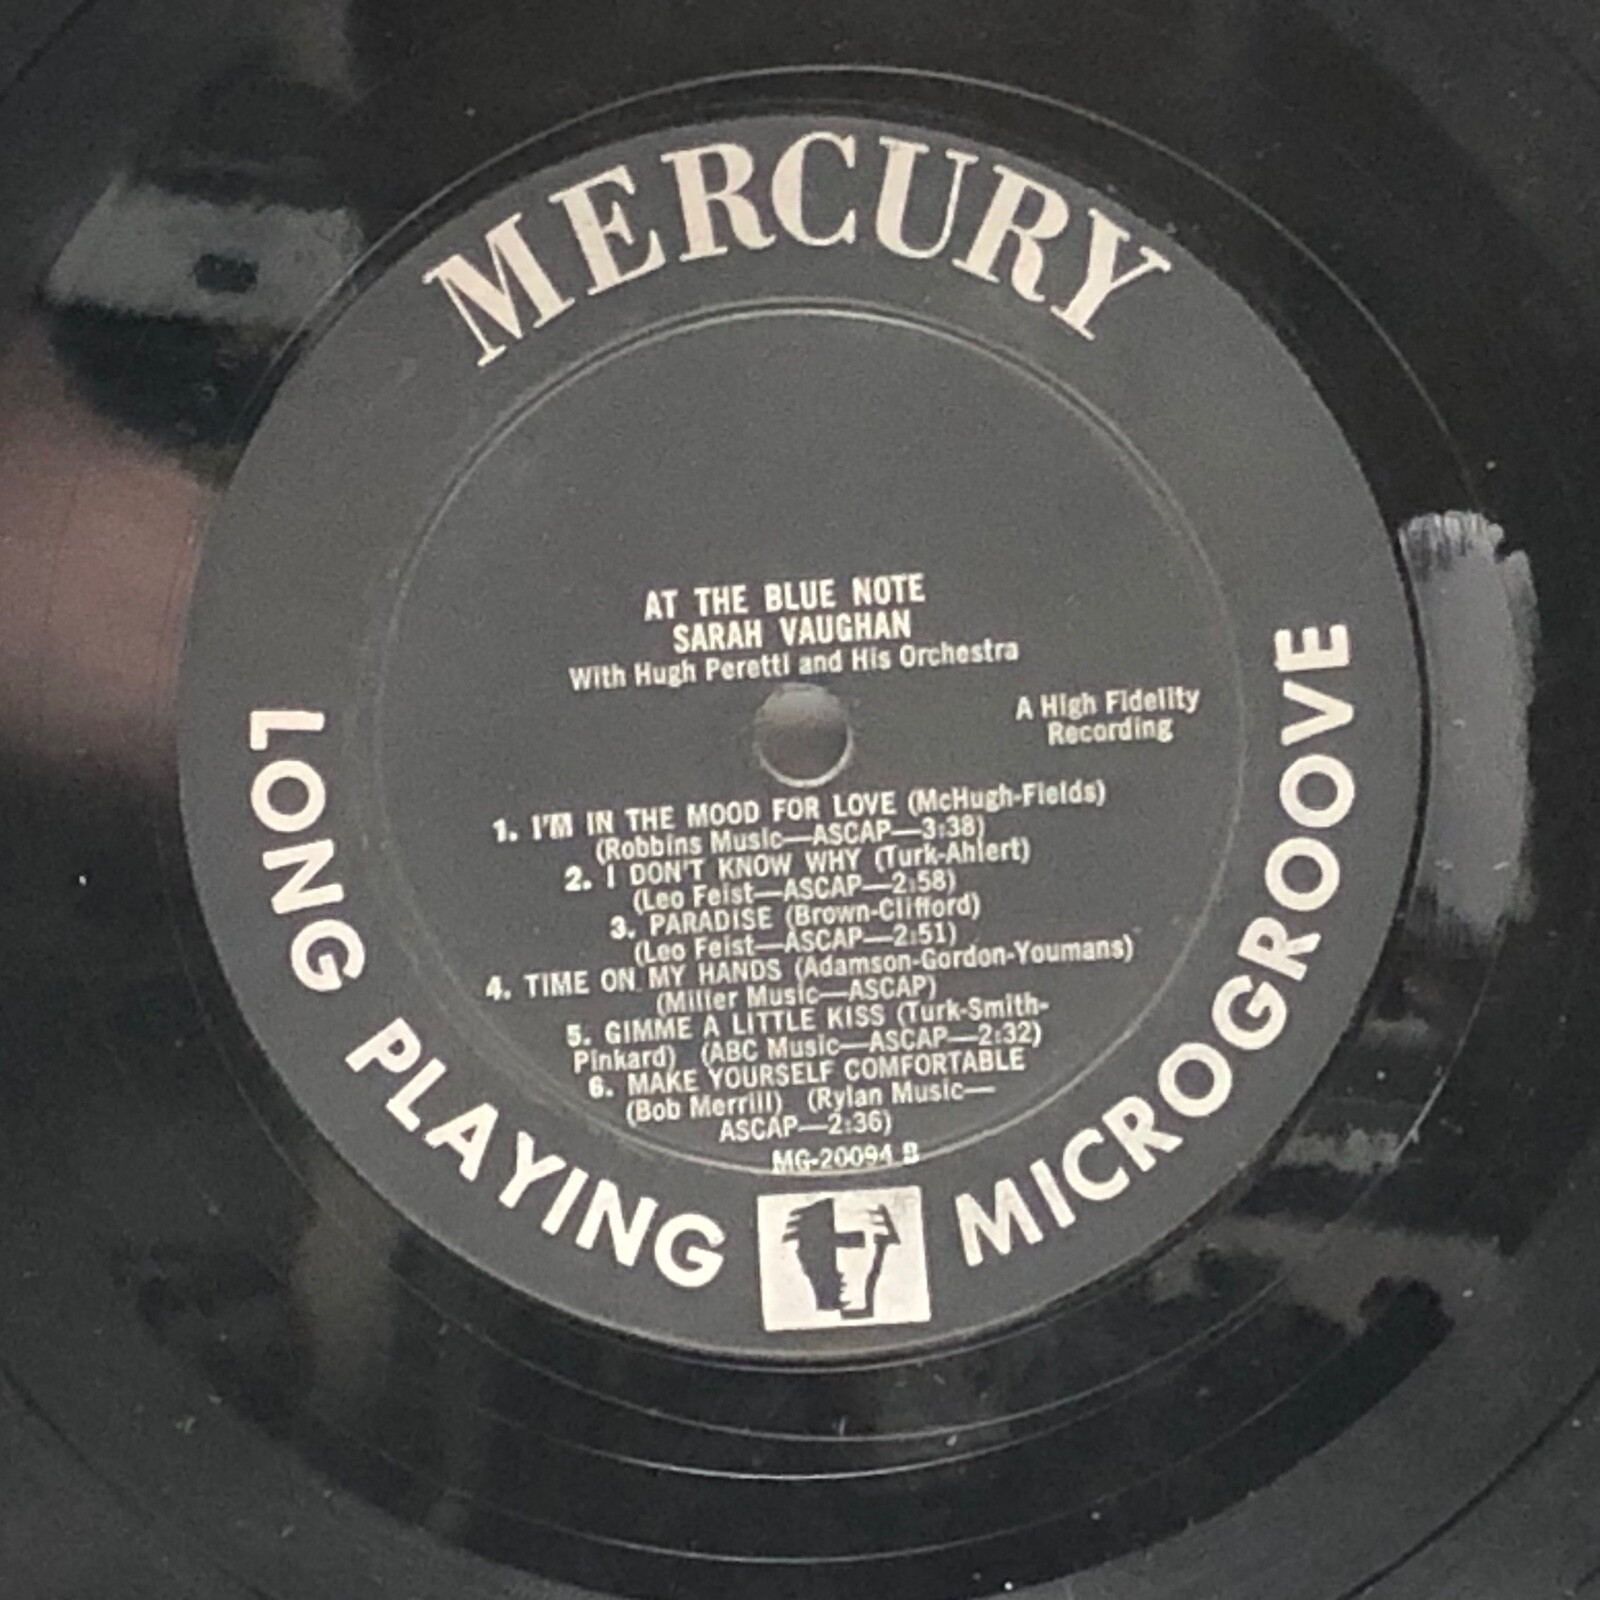 MERCURY
AT THE BLUE NOTE
SARAH VAUGHAN
With Hugh Peretti and His Orchestra
A High Fidelity
Recording
1. I'M IN THE MOOD FOR LOVE (McHugh-Fields)
(Robbins Music—ASCAP—3:38)
2. I DON'T KNOW WHY (Turk-Ahlert)
(Leo Feist—ASCAP—2:58)
3. PARADISE (Brown-Clifford)
(Leo Feist—ASCAP—2:51)
4. TIME ON MY HANDS (Adamson-Gordon-Youmans)
(Miller Music—ASCAP)
5. GIMME A LITTLE KISS (Turk-Smith-
Pinkard) (ABC Music—ASCAP—2:32)
6. MAKE YOURSELF COMFORTABLE
(Bob Merrill) (Rylan Music—
ASCAP—2:36)
MG-20094 B
LONG PLAYING MICROGROOVE